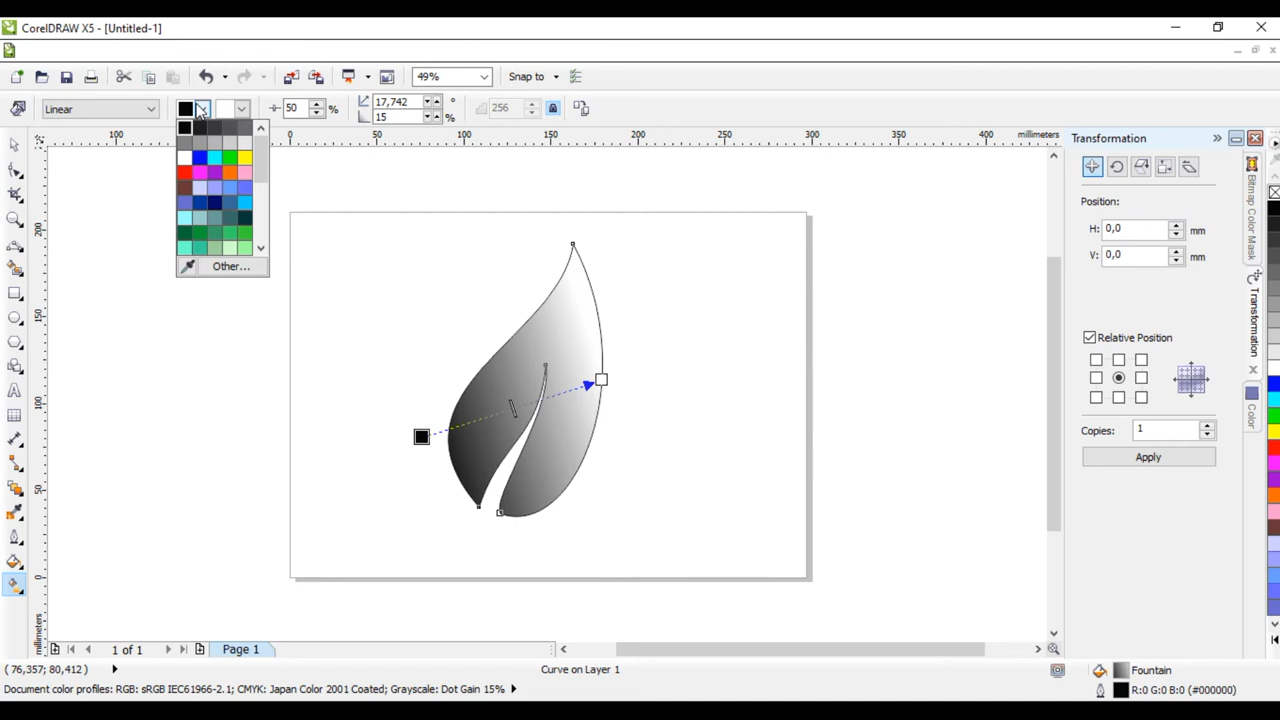 CorelDRAW X5 - [Untitled-1]
49%
Snap to
Linear
50 %
17,742 °
15 %
256
100
0 50 100 150 200 250 300 350 400 millimeters
200
150
100
50
0
millimeters
Other...
Transformation
Position:
H: 0,0 mm
V: 0,0 mm
Relative Position
Copies: 1
Apply
Bitmap Color Mask
Transformation
Color
1 of 1
Page 1
( 76,357; 80,412 )
Curve on Layer 1
Fountain
Document color profiles: RGB: sRGB IEC61966-2.1; CMYK: Japan Color 2001 Coated; Grayscale: Dot Gain 15%
R:0 G:0 B:0 (#000000)